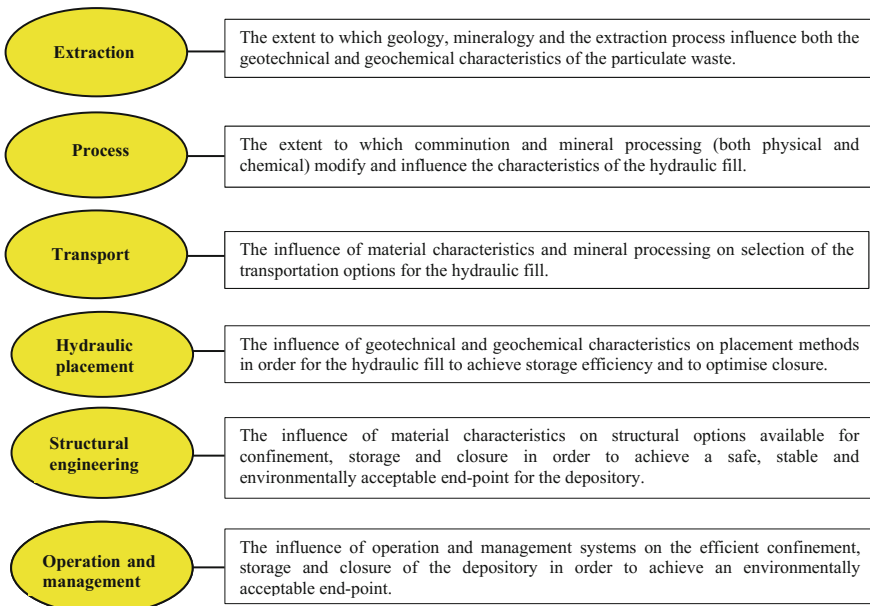 Extraction
The extent to which geology, mineralogy and the extraction process influence both the
geotechnical and geochemical characteristics of the particulate waste.
Process
The extent to which comminution and mineral processing (both physical and
chemical) modify and influence the characteristics of the hydraulic fill.
Transport
The influence of material characteristics and mineral processing on selection of the
transportation options for the hydraulic fill.
Hydraulic
placement
The influence of geotechnical and geochemical characteristics on placement methods
in order for the hydraulic fill to achieve storage efficiency and to optimise closure.
Structural
engineering
The influence of material characteristics on structural options available for
confinement, storage and closure in order to achieve a safe, stable and
environmentally acceptable end-point for the depository.
Operation and
management
The influence of operation and management systems on the efficient confinement,
storage and closure of the depository in order to achieve an environmentally
acceptable end-point.